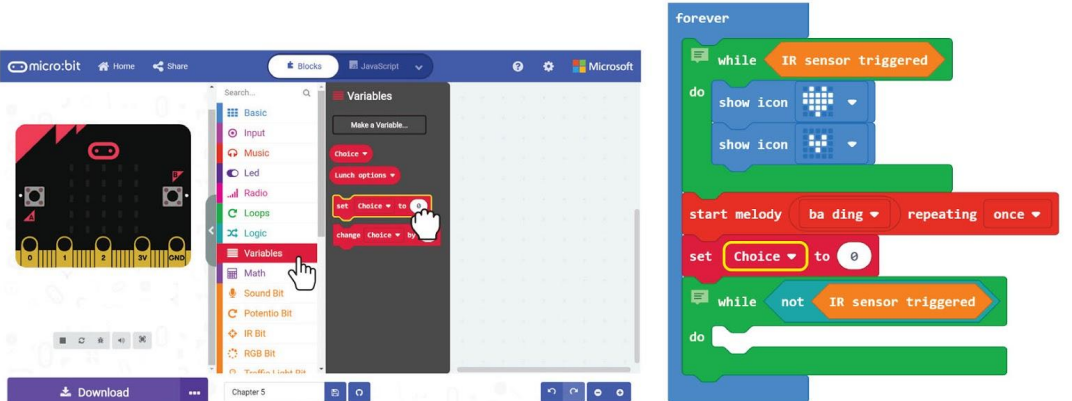 micro:bit Home Share Blocks JavaScript Microsoft
Search...
Basic
Input
Music
Led
Radio
Loops
Logic
Variables
Math
Sound Bit
Potentio Bit
IR Bit
RGB Bit
Traffic Light Bit
Variables
Make a Variable...
Choice
Lunch options
set Choice to 0
change Choice by
A
B
0 1 2 3V GND
Download
Chapter 5
forever
while IR sensor triggered
do
show icon
show icon
start melody ba ding repeating once
set Choice to 0
while not IR sensor triggered
do